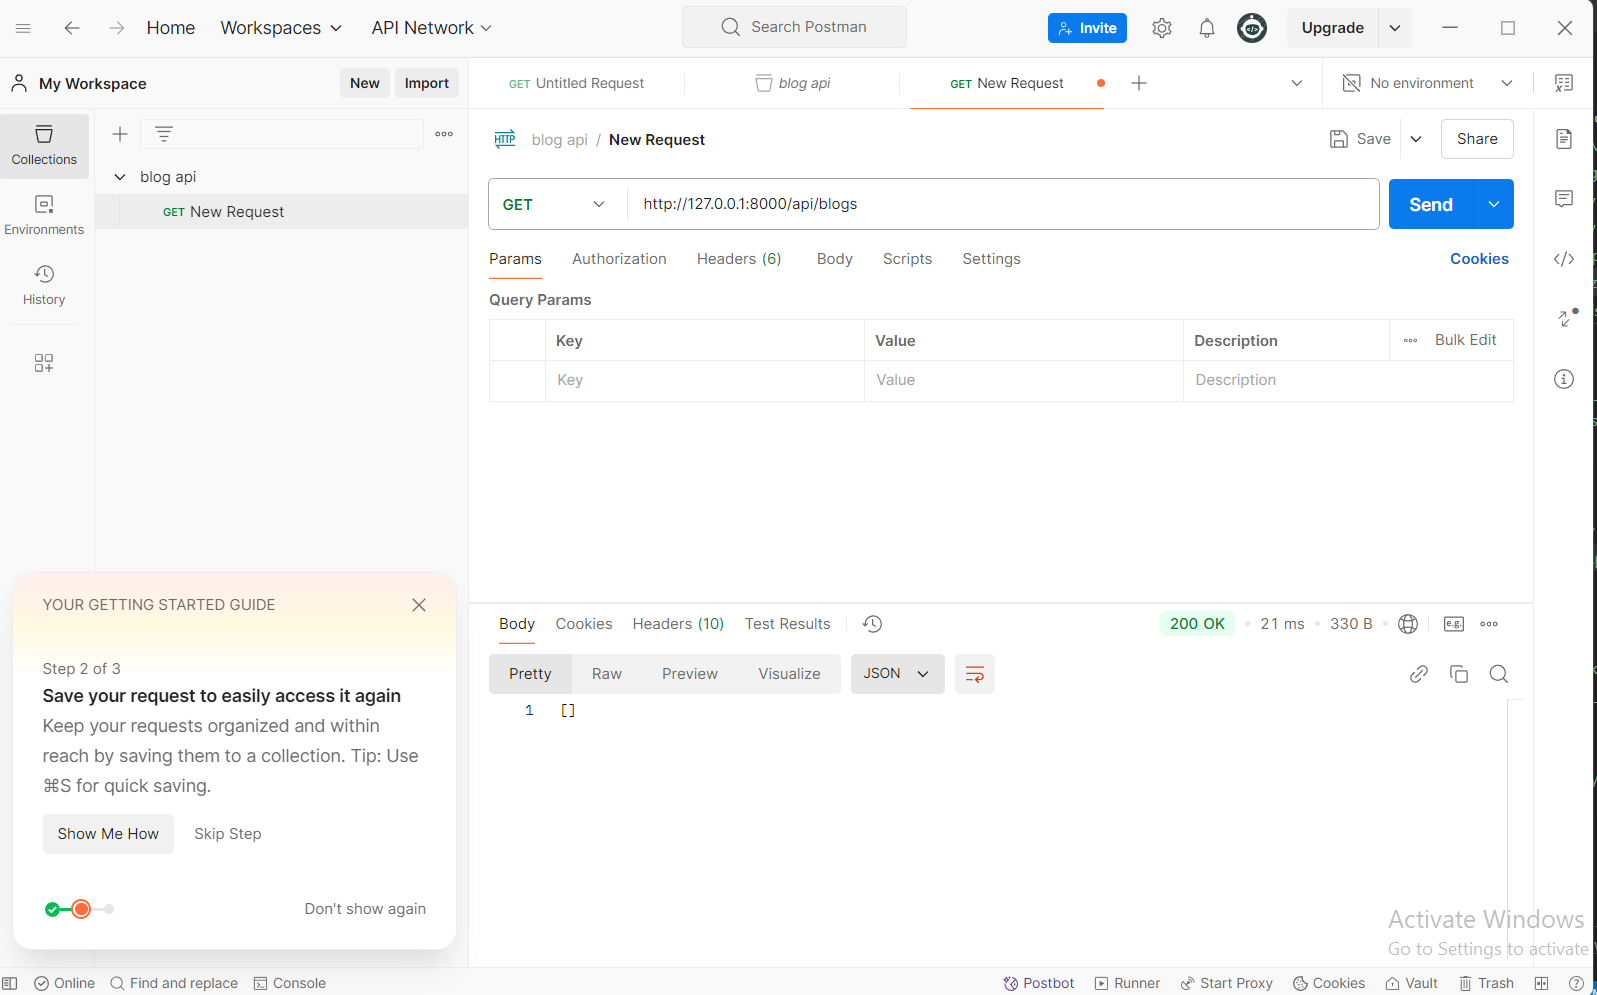 Home Workspaces API Network Search Postman Invite Upgrade
My Workspace New Import GET Untitled Request blog api GET New Request No environment
Collections
Environments
History
blog api
GET New Request
HTTP blog api / New Request Save Share
GET http://127.0.0.1:8000/api/blogs Send
Params Authorization Headers (6) Body Scripts Settings Cookies
Query Params
Key Value Description Bulk Edit
Key Value Description
YOUR GETTING STARTED GUIDE
Step 2 of 3
Save your request to easily access it again
Keep your requests organized and within
reach by saving them to a collection. Tip: Use
⌘S for quick saving.
Show Me How Skip Step
Don't show again
Body Cookies Headers (10) Test Results 200 OK 21 ms 330 B e.g.
Pretty Raw Preview Visualize JSON
1 []
Activate Windows
Go to Settings to activate
Online Find and replace Console Postbot Runner Start Proxy Cookies Vault Trash